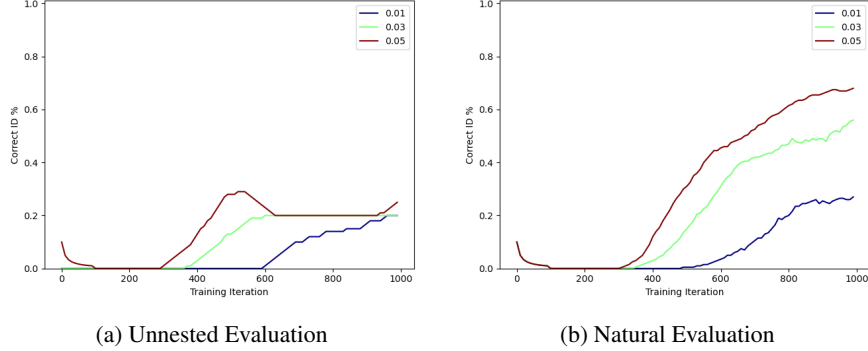 1.0
0.8
0.6
0.4
0.2
0.0
Correct ID %
0 200 400 600 800 1000
Training Iteration
0.01
0.03
0.05
(a) Unnested Evaluation
1.0
0.8
0.6
0.4
0.2
0.0
Correct ID %
0 200 400 600 800 1000
Training Iteration
0.01
0.03
0.05
(b) Natural Evaluation